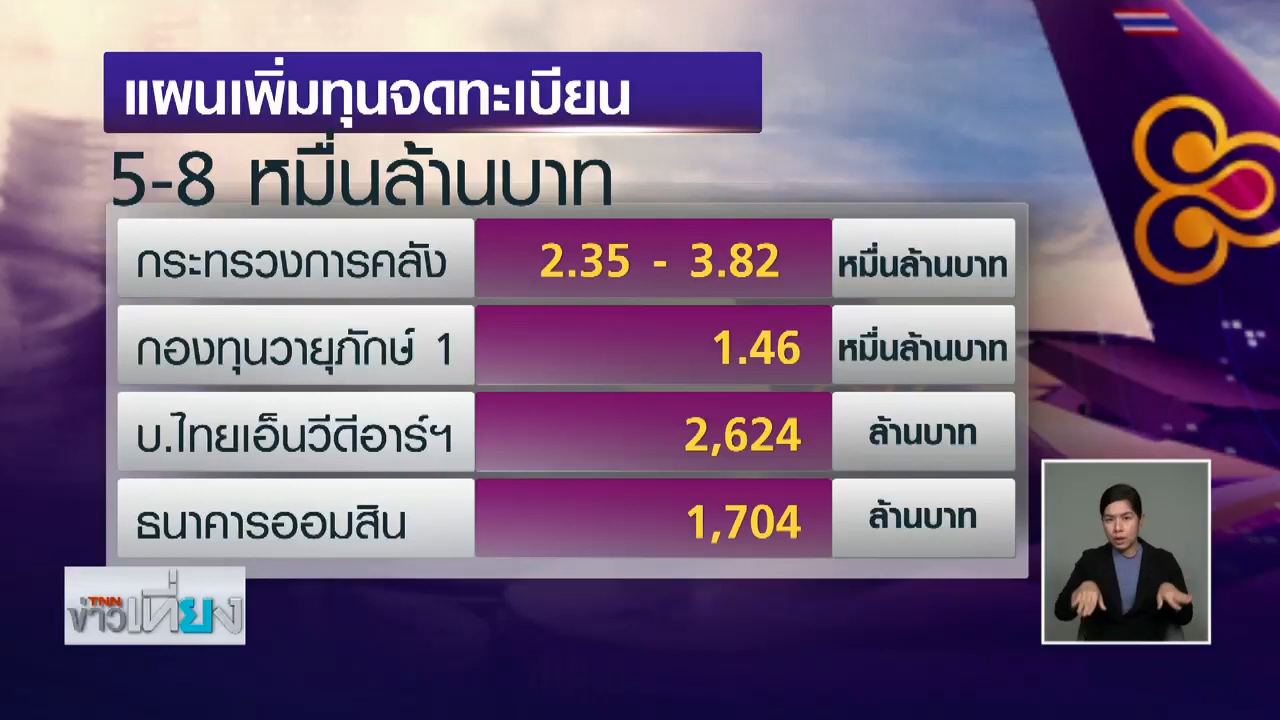 แผนเพิ่มทุนจดทะเบียน
5-8 หมื่นล้านบาท
กระทรวงการคลัง 2.35 - 3.82 หมื่นล้านบาท
กองทุนวายุภักษ์ 1 1.46 หมื่นล้านบาท
บ.ไทยเอ็นวีดีอาร์ฯ 2,624 ล้านบาท
ธนาคารออมสิน 1,704 ล้านบาท
TNN
ข่าวเที่ยง